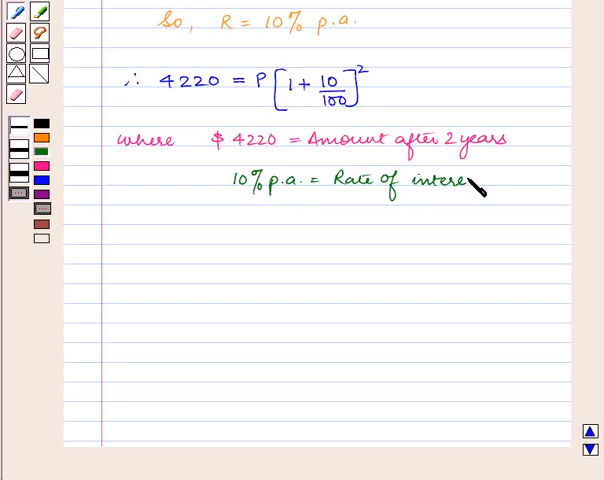 So, R = 10% p.a.
∴ 4220 = P [1 + 10/100]²
where $ 4220 = Amount after 2 years
10% p.a. = Rate of intere